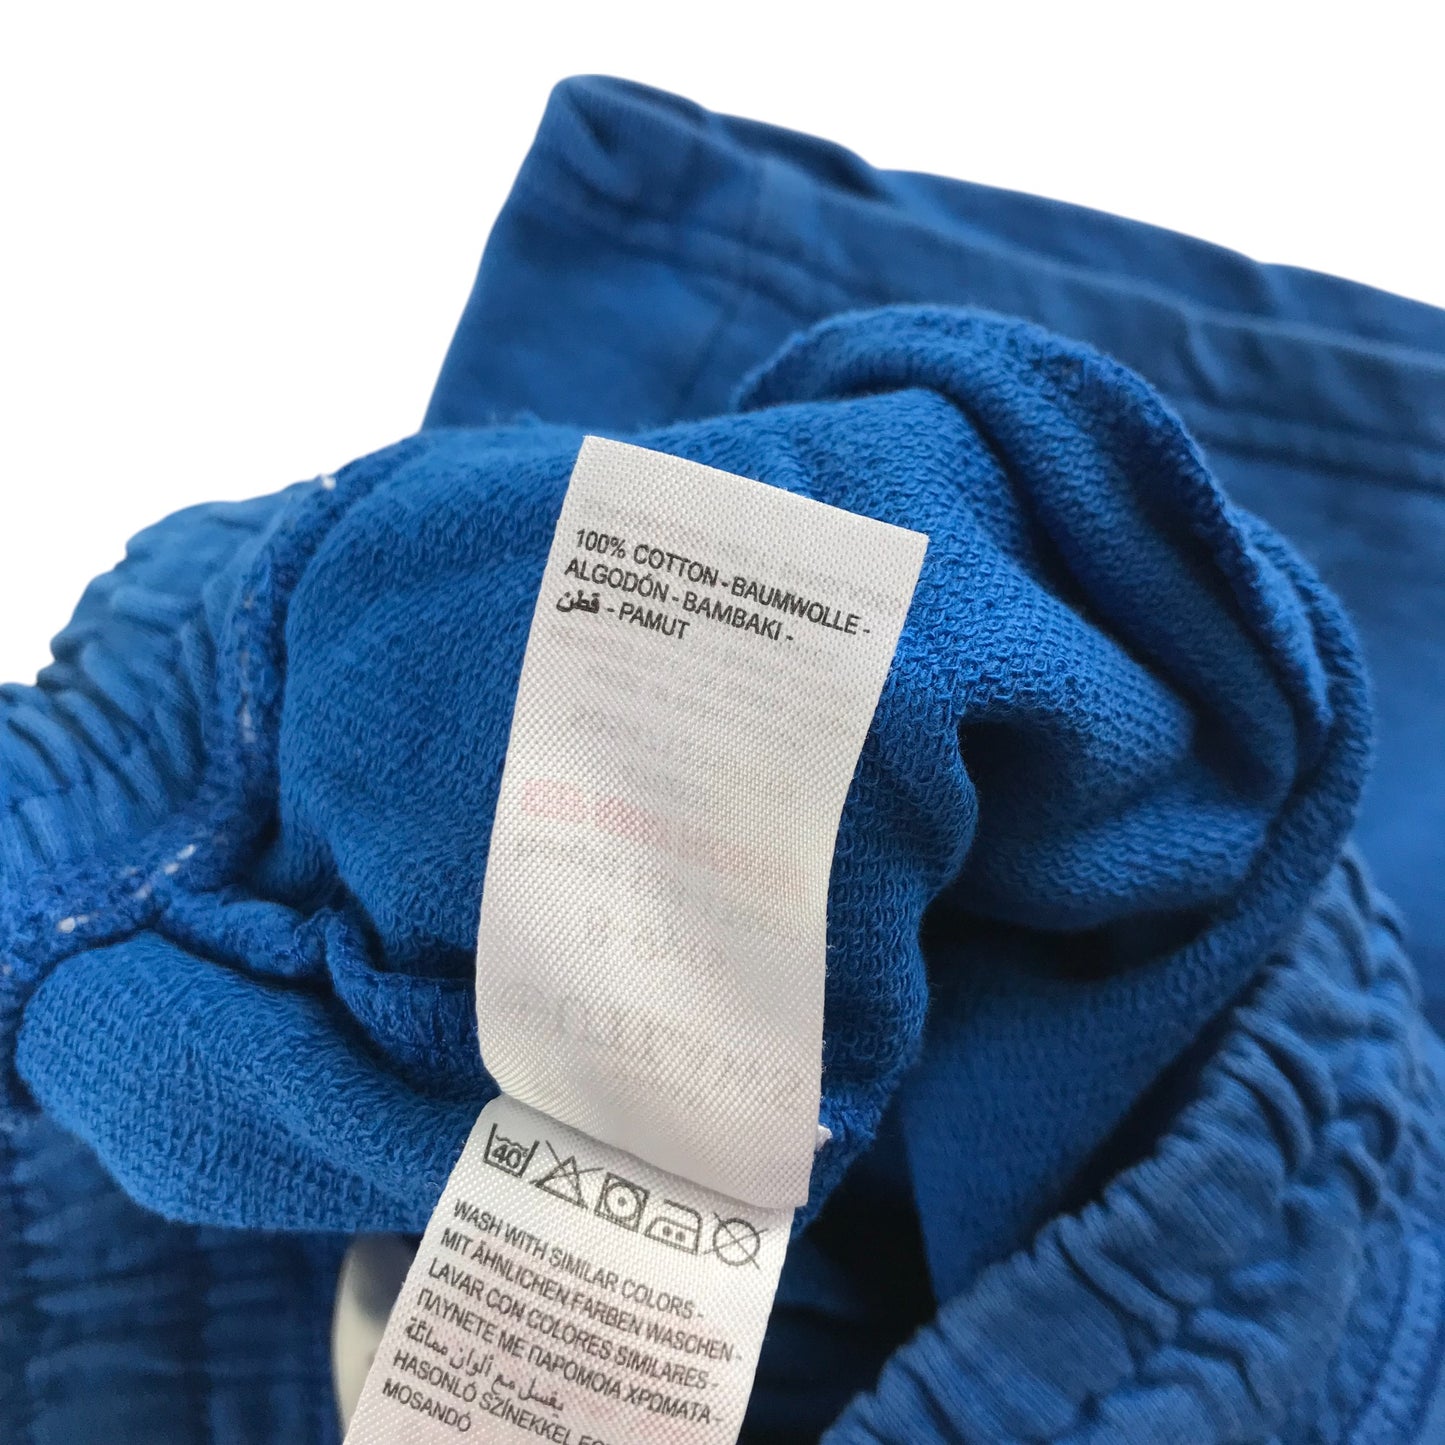 100% COTTON - BAUMWOLLE -
ALGODÓN - BAMBAKI -
قطن - PAMUT
40°
WASH WITH SIMILAR COLORS -
MIT ÄHNLICHEN FARBEN WASCHEN -
LAVAR CON COLORES SIMILARES -
ΠΛΥΝΕΤΕ ΜΕ ΠΑΡΟΜΟΙΑ ΧΡΩΜΑΤΑ -
يغسل مع ألوان مماثلة
HASONLÓ SZÍNEKKEL
MOSANDÓ